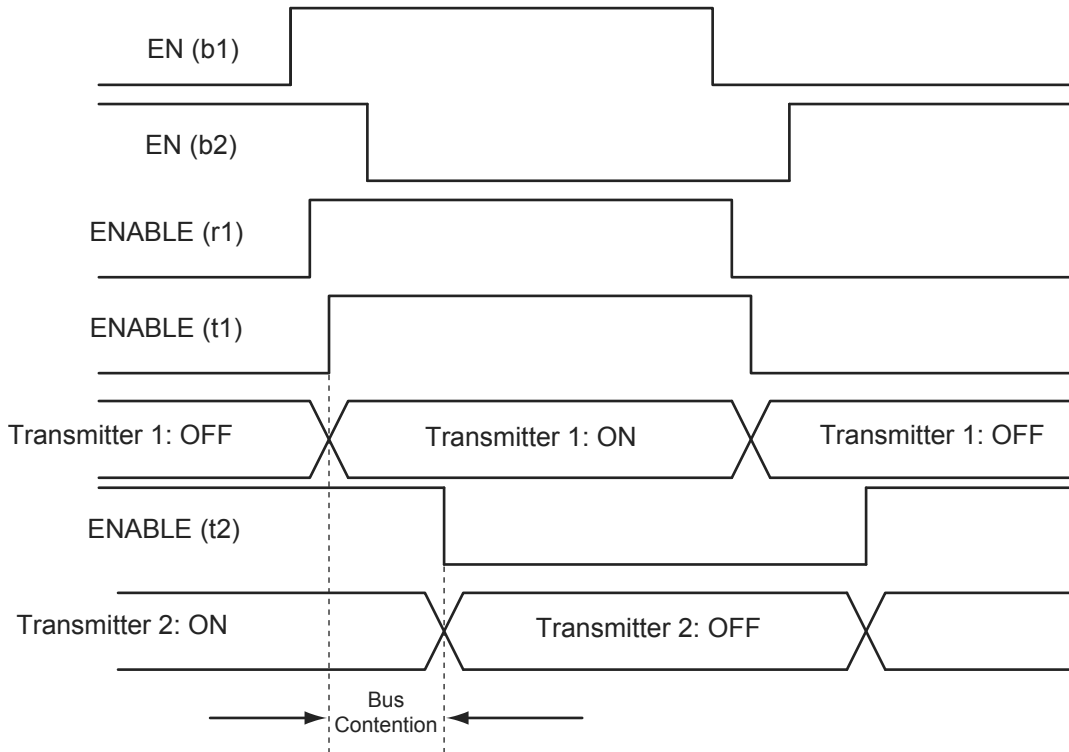 EN (b1)
EN (b2)
ENABLE (r1)
ENABLE (t1)
Transmitter 1: OFF
Transmitter 1: ON
Transmitter 1: OFF
ENABLE (t2)
Transmitter 2: ON
Transmitter 2: OFF
Bus
Contention